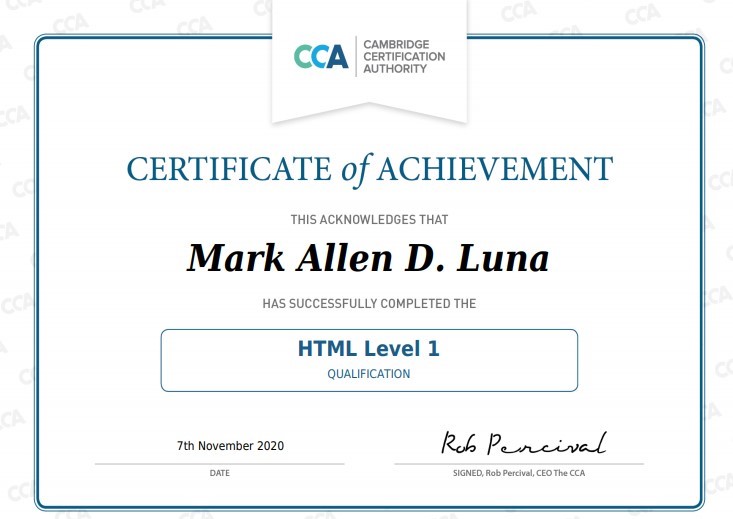 CCA
CAMBRIDGE
CERTIFICATION
AUTHORITY
CERTIFICATE of ACHIEVEMENT
THIS ACKNOWLEDGES THAT
Mark Allen D. Luna
HAS SUCCESSFULLY COMPLETED THE
HTML Level 1
QUALIFICATION
7th November 2020
Rob Percival
DATE
SIGNED, Rob Percival, CEO The CCA